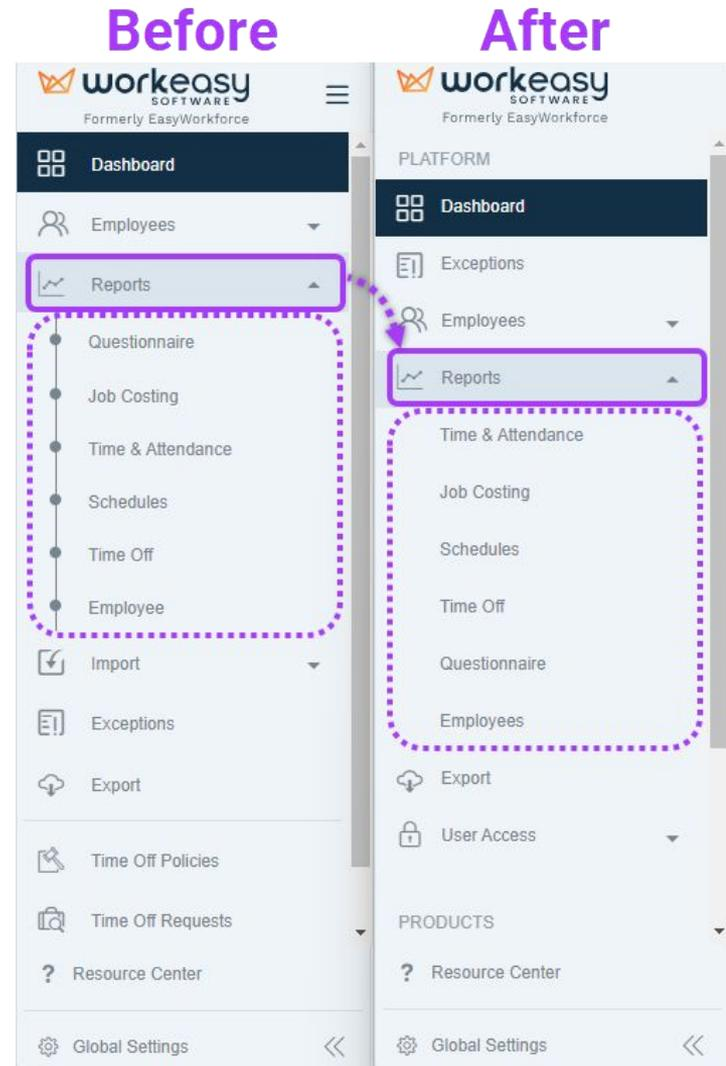 Before
workeasy
SOFTWARE
Formerly EasyWorkforce
Dashboard
Employees
Reports
Questionnaire
Job Costing
Time & Attendance
Schedules
Time Off
Employee
Import
Exceptions
Export
Time Off Policies
Time Off Requests
? Resource Center
Global Settings
After
workeasy
SOFTWARE
Formerly EasyWorkforce
PLATFORM
Dashboard
Exceptions
Employees
Reports
Time & Attendance
Job Costing
Schedules
Time Off
Questionnaire
Employees
Export
User Access
PRODUCTS
? Resource Center
Global Settings